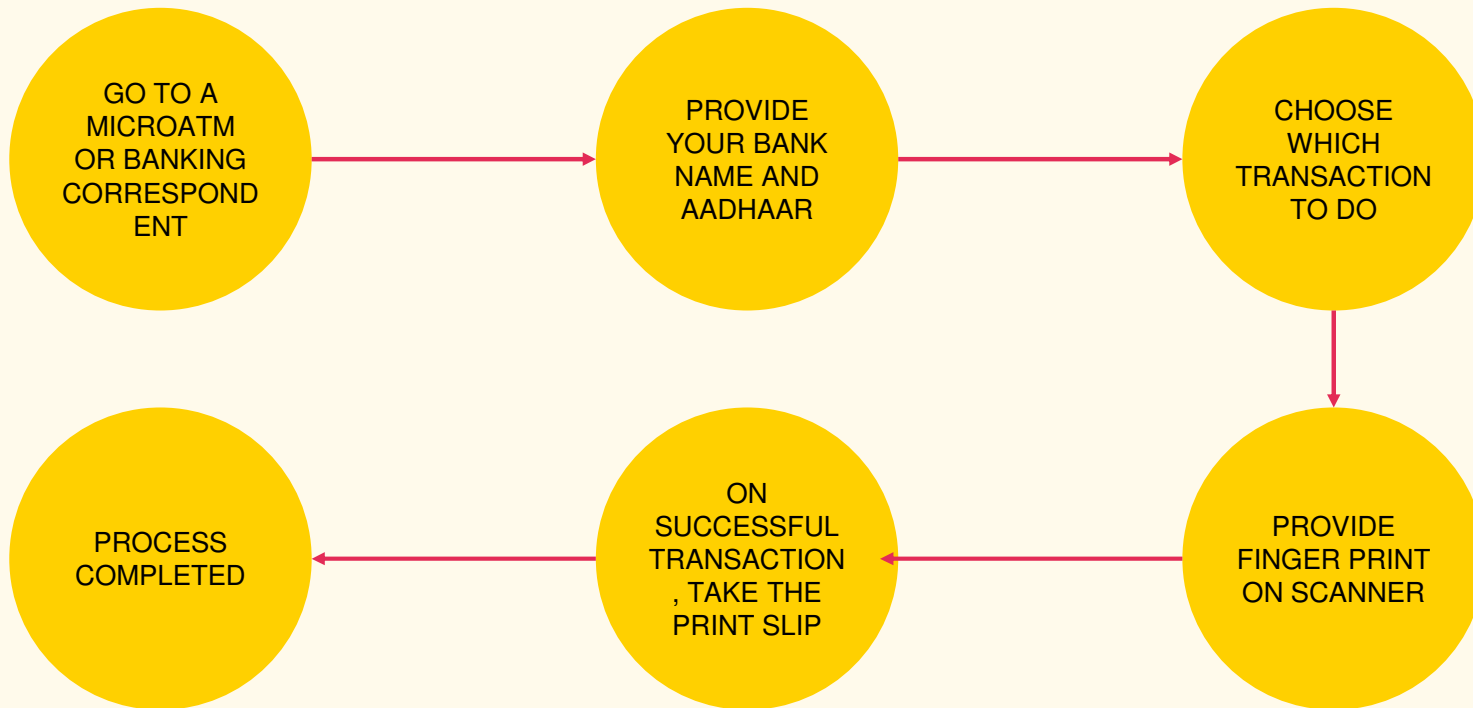 GO TO A
MICROATM
OR BANKING
CORRESPOND
ENT
PROVIDE
YOUR BANK
NAME AND
AADHAAR
CHOOSE
WHICH
TRANSACTION
TO DO
PROVIDE
FINGER PRINT
ON SCANNER
ON
SUCCESSFUL
TRANSACTION
, TAKE THE
PRINT SLIP
PROCESS
COMPLETED